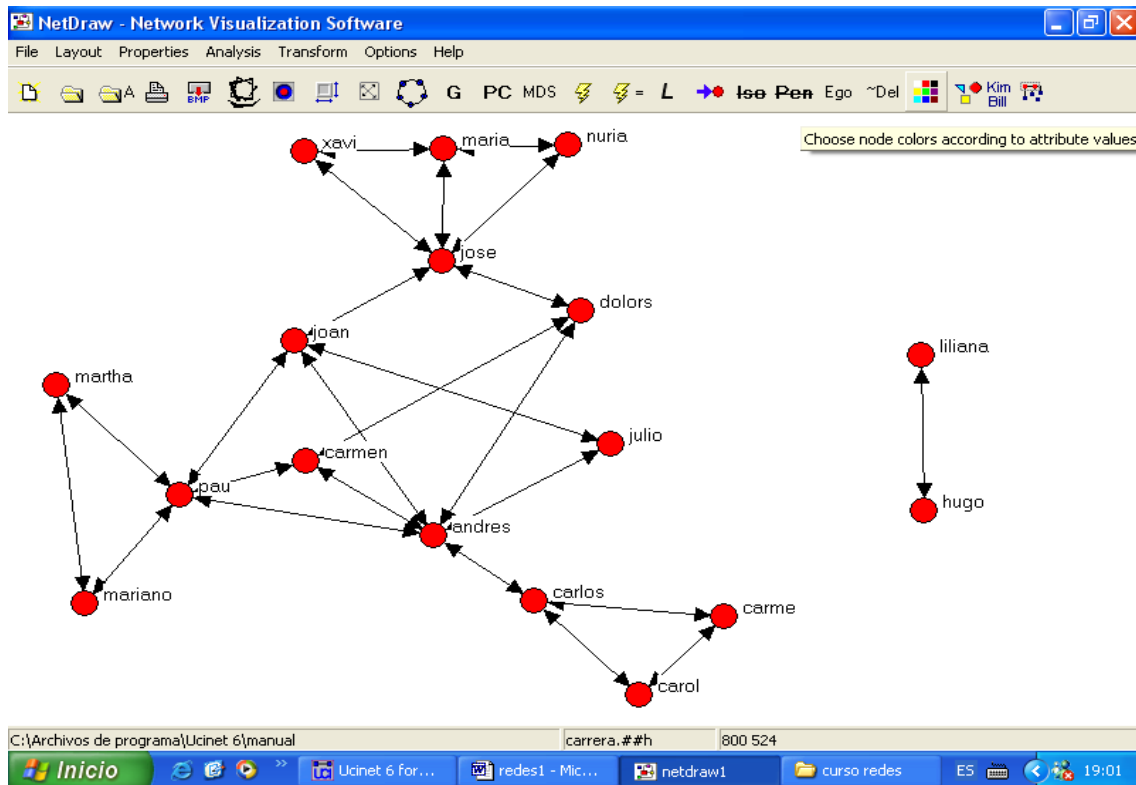 NetDraw - Network Visualization Software
File Layout Properties Analysis Transform Options Help
A BMP G PC MDS = L Iso Pen Ego ~Del Kim Bill
Choose node colors according to attribute values
xavi maria nuria
jose
dolors
joan
liliana
martha
julio
carmen
pau
hugo
andres
mariano
carlos
carme
carol
C:\Archivos de programa\Ucinet 6\manual carrera.##h 800 524
Inicio » Ucinet 6 for... redes1 - Mic... netdraw1 curso redes ES 19:01